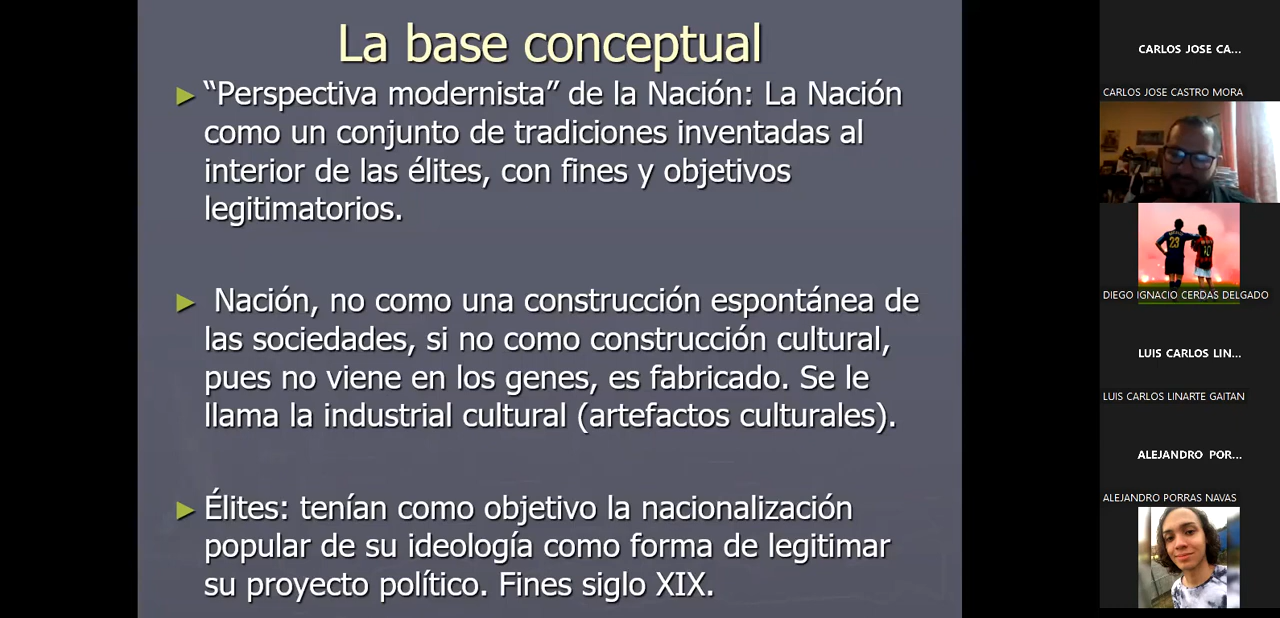 La base conceptual
► “Perspectiva modernista” de la Nación: La Nación
como un conjunto de tradiciones inventadas al
interior de las élites, con fines y objetivos
legitimatorios.
► Nación, no como una construcción espontánea de
las sociedades, si no como construcción cultural,
pues no viene en los genes, es fabricado. Se le
llama la industrial cultural (artefactos culturales).
► Élites: tenían como objetivo la nacionalización
popular de su ideología como forma de legitimar
su proyecto político. Fines siglo XIX.
CARLOS JOSE CA...
CARLOS JOSE CASTRO MORA
23
10
DIEGO IGNACIO CERDAS DELGADO
LUIS CARLOS LIN...
LUIS CARLOS LINARTE GAITAN
ALEJANDRO POR...
ALEJANDRO PORRAS NAVAS